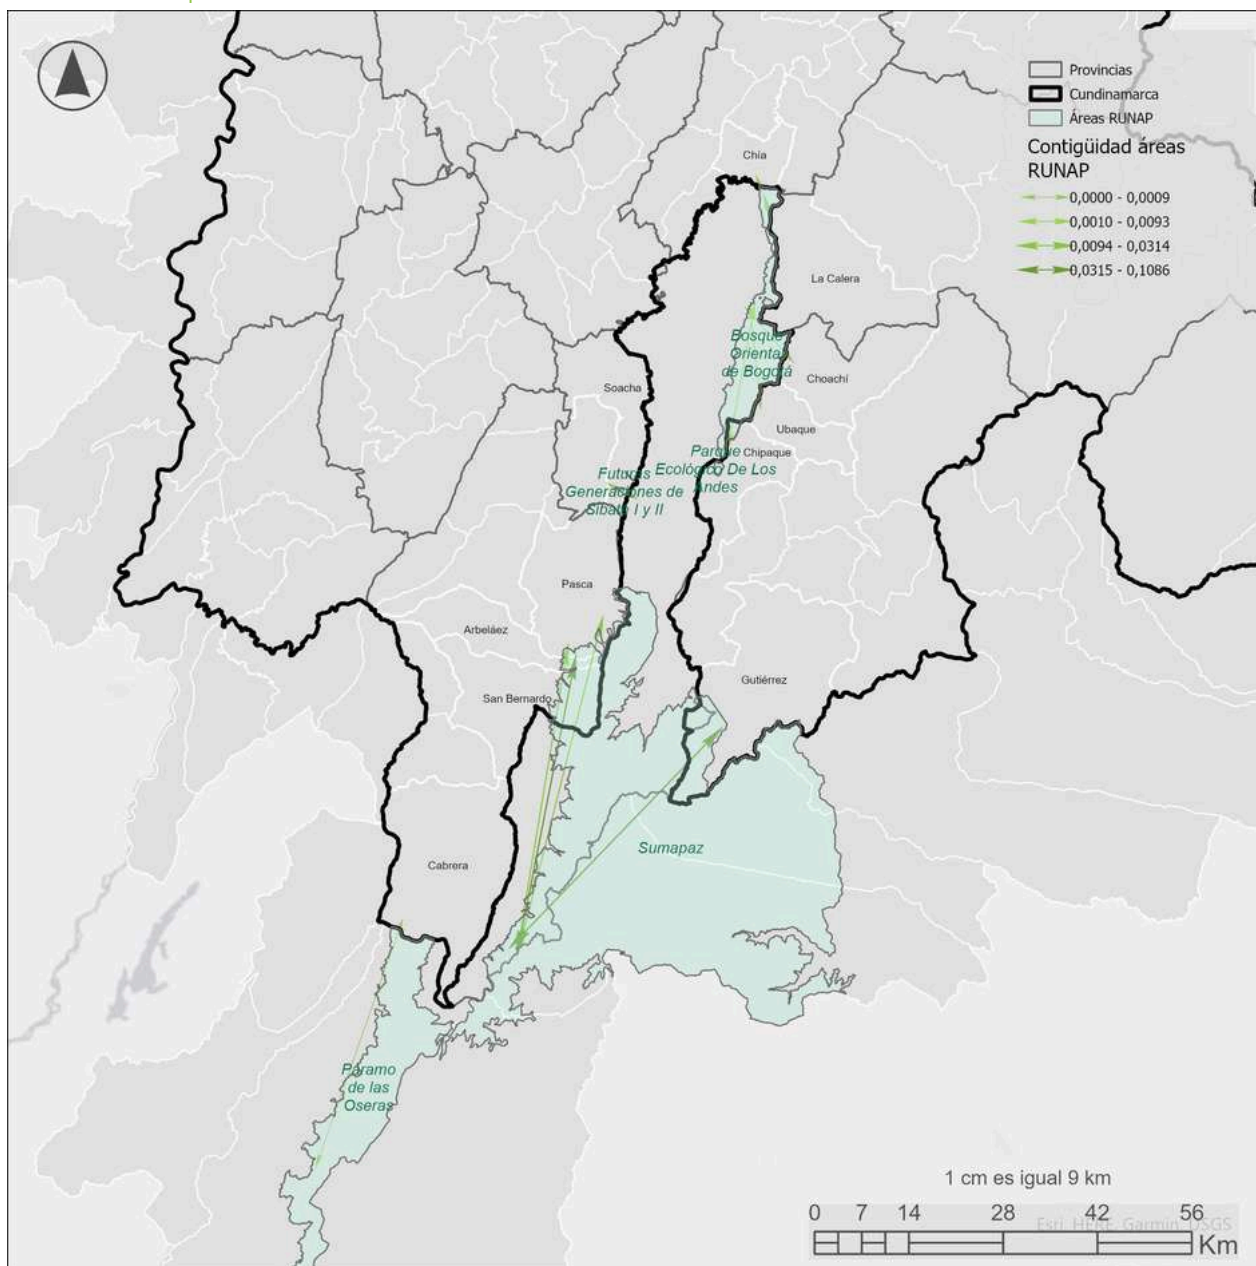 Provincias
Cundinamarca
Áreas RUNAP
Contigüidad áreas
RUNAP
0,0000 - 0,0009
0,0010 - 0,0093
0,0094 - 0,0314
0,0315 - 0,1086
Chía
La Calera
Bosque
Oriental
de Bogotá
Choachí
Soacha
Ubaque
Chipaque
Parque
Ecológico De Los
Andes
Futuras
Generaciones de
Sibaté I y II
Pasca
Arbeláez
San Bernardo
Gutiérrez
Sumapaz
Cabrera
Páramo
de las
Oseras
1 cm es igual 9 km
0 7 14 28 42 56
Km
Esri, HERE, Garmin, USGS